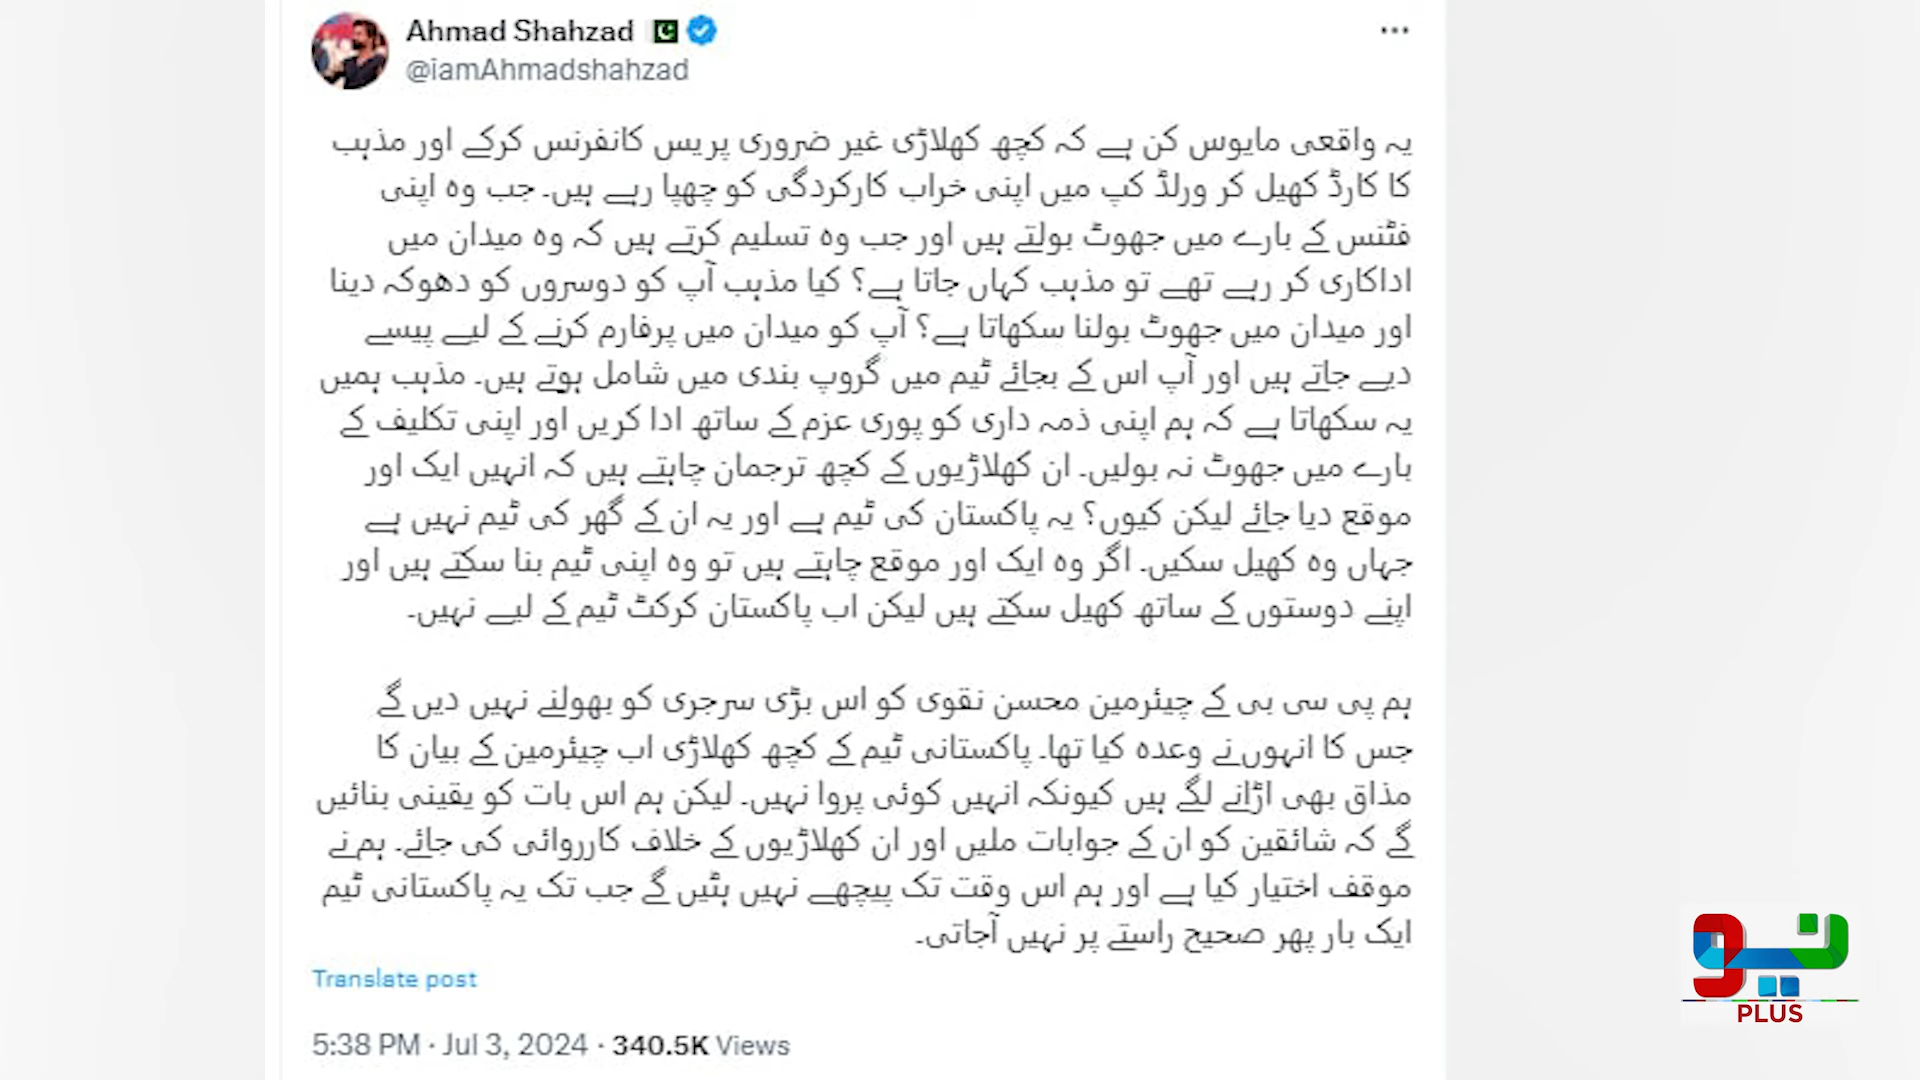 Ahmad Shahzad
@iamAhmadshahzad
یہ واقعی مایوس کن ہے کہ کچھ کھلاڑی غیر ضروری پریس کانفرنس کرکے اور مذہب
کا کارڈ کھیل کر ورلڈ کپ میں اپنی خراب کارکردگی کو چھپا رہے ہیں۔ جب وہ اپنی
فٹنس کے بارے میں جھوٹ بولتے ہیں اور جب وہ تسلیم کرتے ہیں کہ وہ میدان میں
اداکاری کر رہے تھے تو مذہب کہاں جاتا ہے؟ کیا مذہب آپ کو دوسروں کو دھوکہ دینا
اور میدان میں جھوٹ بولنا سکھاتا ہے؟ آپ کو میدان میں پرفارم کرنے کے لیے پیسے
دیے جاتے ہیں اور آپ اس کے بجائے ٹیم میں گروپ بندی میں شامل ہوتے ہیں۔ مذہب ہمیں
یہ سکھاتا ہے کہ ہم اپنی ذمہ داری کو پوری عزم کے ساتھ ادا کریں اور اپنی تکلیف کے
بارے میں جھوٹ نہ بولیں۔ ان کھلاڑیوں کے کچھ ترجمان چاہتے ہیں کہ انہیں ایک اور
موقع دیا جائے لیکن کیوں؟ یہ پاکستان کی ٹیم ہے اور یہ ان کے گھر کی ٹیم نہیں ہے
جہاں وہ کھیل سکیں۔ اگر وہ ایک اور موقع چاہتے ہیں تو وہ اپنی ٹیم بنا سکتے ہیں اور
اپنے دوستوں کے ساتھ کھیل سکتے ہیں لیکن اب پاکستان کرکٹ ٹیم کے لیے نہیں۔
ہم پی سی بی کے چیئرمین محسن نقوی کو اس بڑی سرجری کو بھولنے نہیں دیں گے
جس کا انہوں نے وعدہ کیا تھا۔ پاکستانی ٹیم کے کچھ کھلاڑی اب چیئرمین کے بیان کا
مذاق بھی اڑانے لگے ہیں کیونکہ انہیں کوئی پروا نہیں۔ لیکن ہم اس بات کو یقینی بنائیں
گے کہ شائقین کو ان کے جوابات ملیں اور ان کھلاڑیوں کے خلاف کارروائی کی جائے۔ ہم نے
موقف اختیار کیا ہے اور ہم اس وقت تک پیچھے نہیں ہٹیں گے جب تک یہ پاکستانی ٹیم
ایک بار پھر صحیح راستے پر نہیں آجاتی۔
Translate post
5:38 PM · Jul 3, 2024 · 340.5K Views
نیو
PLUS